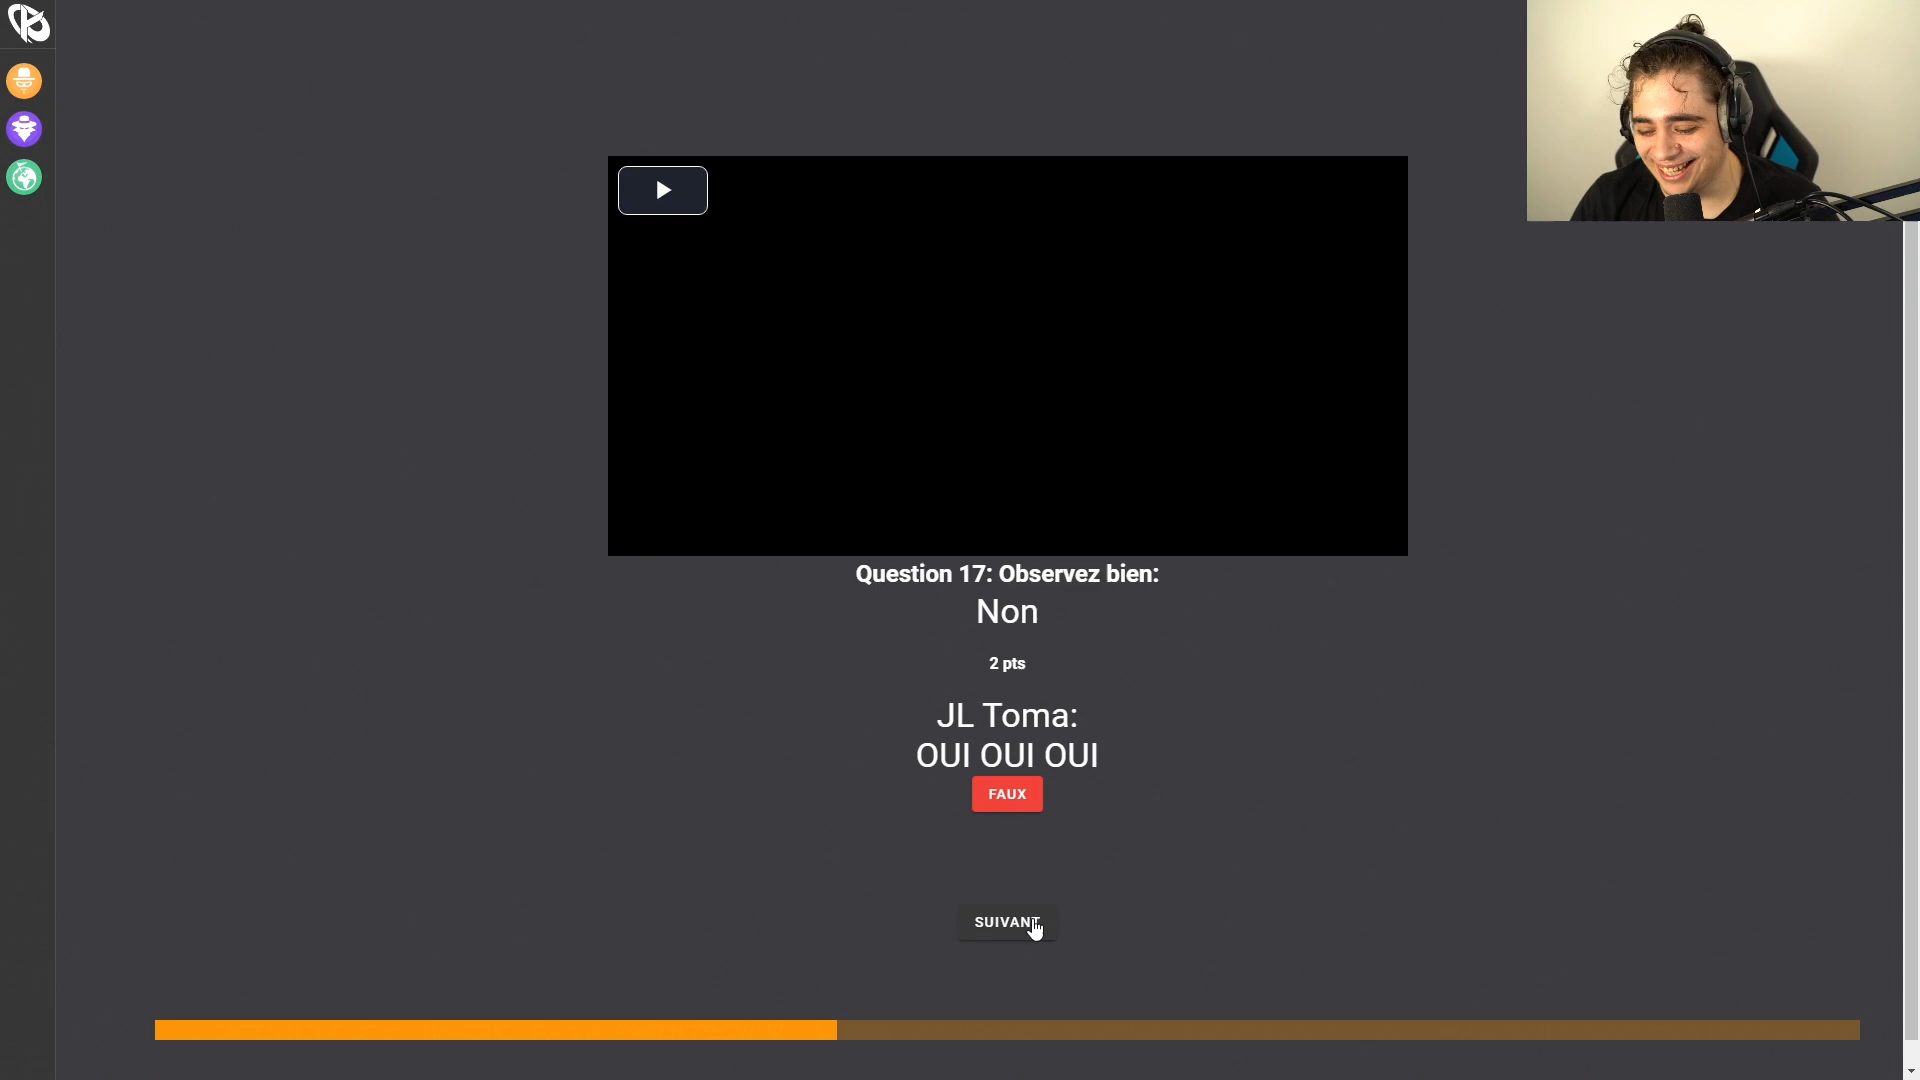 Question 17: Observez bien:
Non
2 pts
JL Toma:
OUI OUI OUI
FAUX
SUIVANT